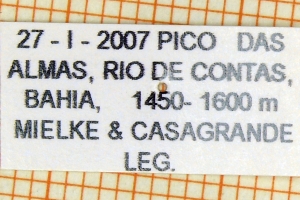 27 - I - 2007 PICO DAS
ALMAS, RIO DE CONTAS,
BAHIA, 1450- 1600 m
MIELKE & CASAGRANDE
LEG.